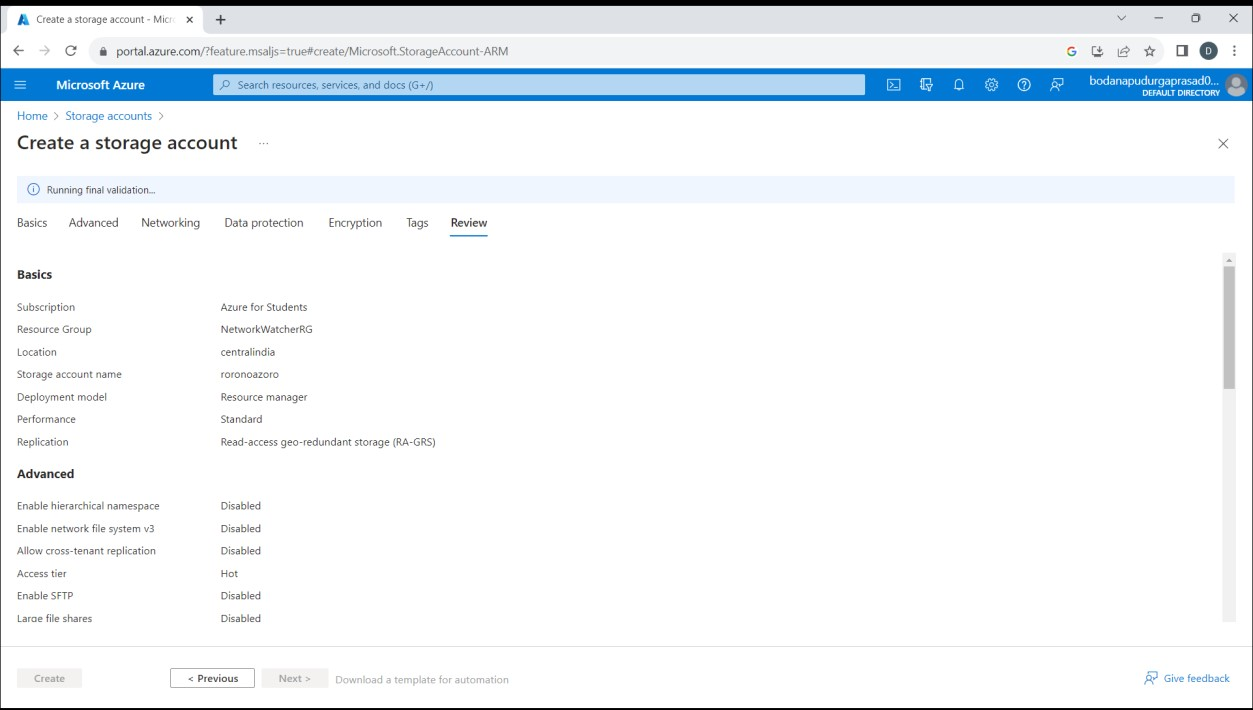 Create a storage account - Micr
portal.azure.com/?feature.msaljs=true#create/Microsoft.StorageAccount-ARM
G
D
Microsoft Azure
Search resources, services, and docs (G+/)
bodanapudurgaprasad0...
DEFAULT DIRECTORY
Home > Storage accounts >
Create a storage account ...
Running final validation...
Basics Advanced Networking Data protection Encryption Tags Review
Basics
Subscription Azure for Students
Resource Group NetworkWatcherRG
Location centralindia
Storage account name roronoazoro
Deployment model Resource manager
Performance Standard
Replication Read-access geo-redundant storage (RA-GRS)
Advanced
Enable hierarchical namespace Disabled
Enable network file system v3 Disabled
Allow cross-tenant replication Disabled
Access tier Hot
Enable SFTP Disabled
Large file shares Disabled
Create < Previous Next > Download a template for automation Give feedback